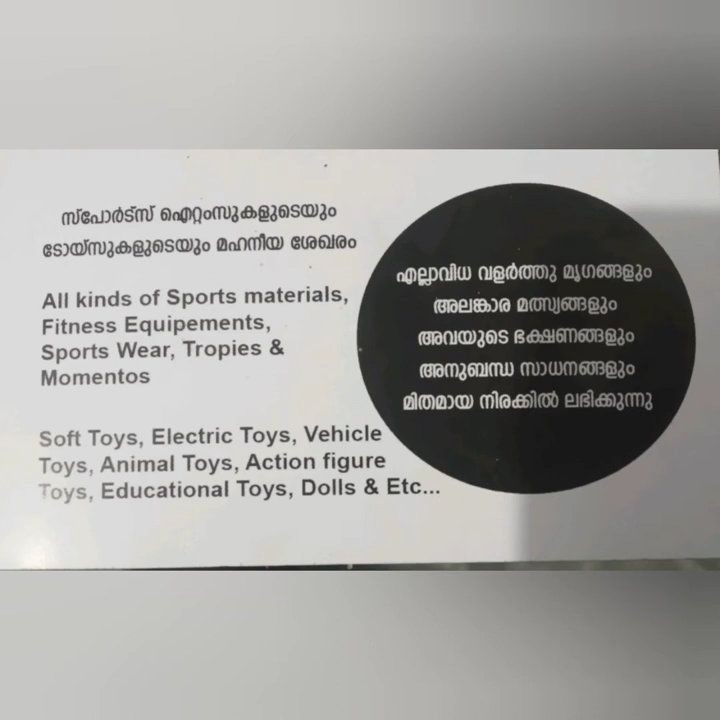 സ്പോർട്സ് ഐറ്റംസുകളുടെയും
ടോയ്സുകളുടെയും മഹനീയ ശേഖരം
All kinds of Sports materials,
Fitness Equipements,
Sports Wear, Tropies &
Momentos
Soft Toys, Electric Toys, Vehicle
Toys, Animal Toys, Action figure
Toys, Educational Toys, Dolls & Etc...
എല്ലാവിധ വളർത്തു മൃഗങ്ങളും
അലങ്കാര മത്സ്യങ്ങളും
അവയുടെ ഭക്ഷണങ്ങളും
അനുബന്ധ സാധനങ്ങളും
മിതമായ നിരക്കിൽ ലഭിക്കുന്നു